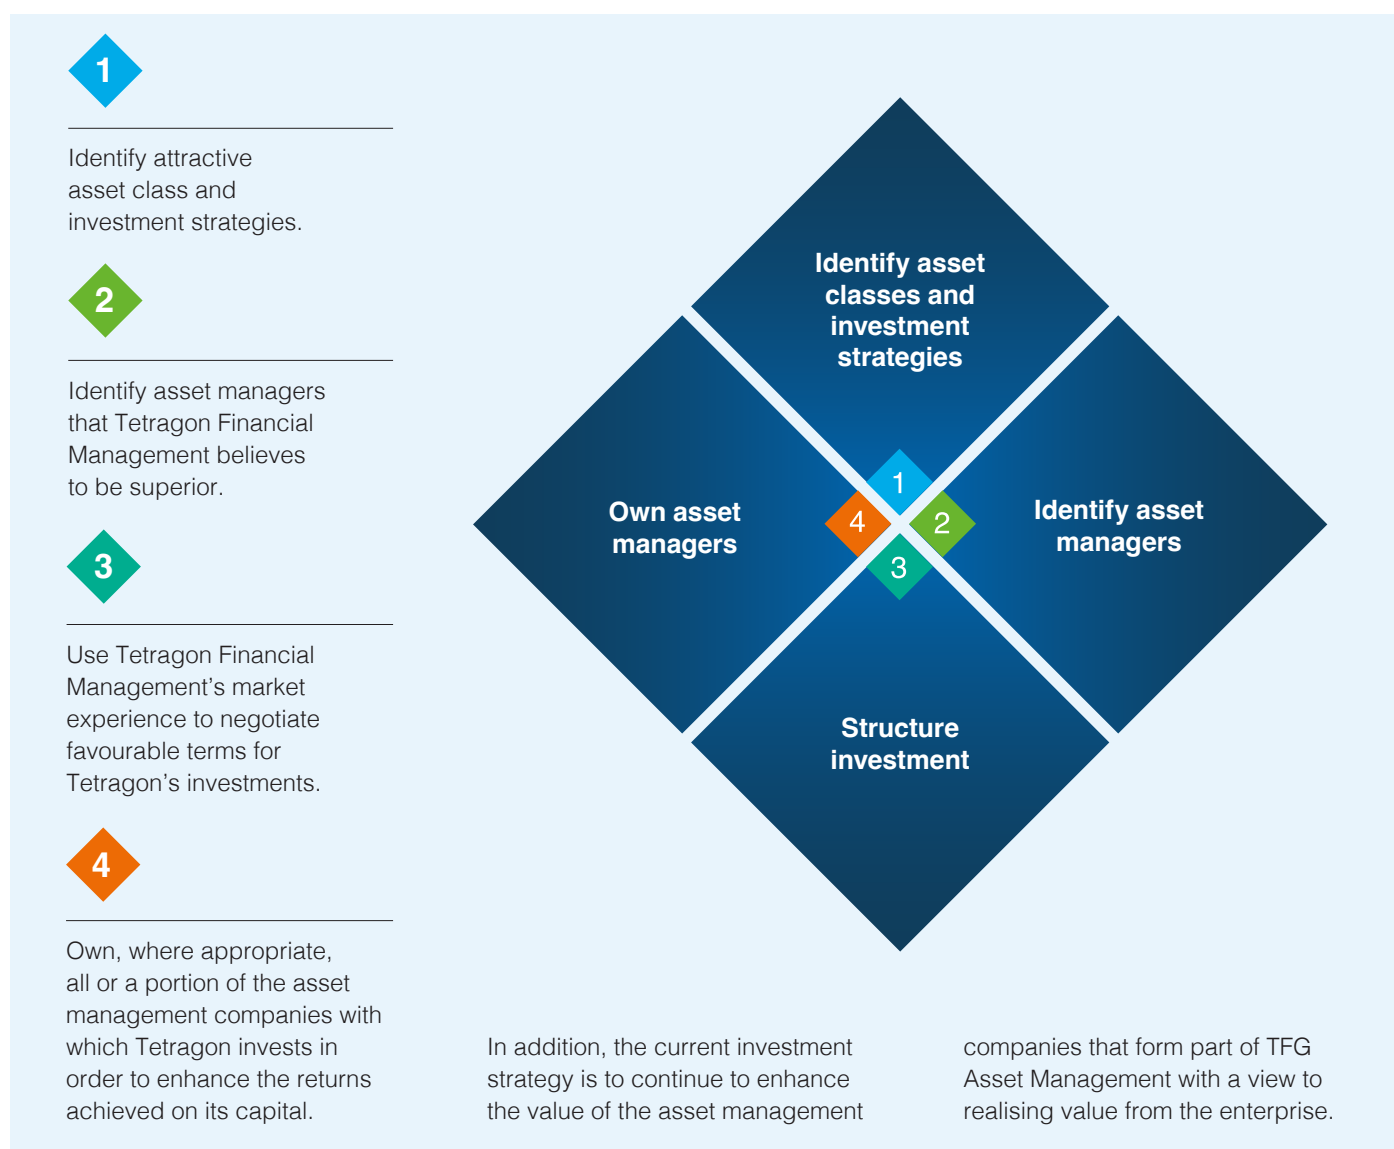 1
Identify attractive
asset class and
investment strategies.
2
Identify asset managers
that Tetragon Financial
Management believes
to be superior.
3
Use Tetragon Financial
Management’s market
experience to negotiate
favourable terms for
Tetragon’s investments.
4
Own, where appropriate,
all or a portion of the asset
management companies with
which Tetragon invests in
order to enhance the returns
achieved on its capital.
Identify asset
classes and
investment
strategies
1
Own asset
managers
4
2
Identify asset
managers
3
Structure
investment
In addition, the current investment
strategy is to continue to enhance
the value of the asset management
companies that form part of TFG
Asset Management with a view to
realising value from the enterprise.